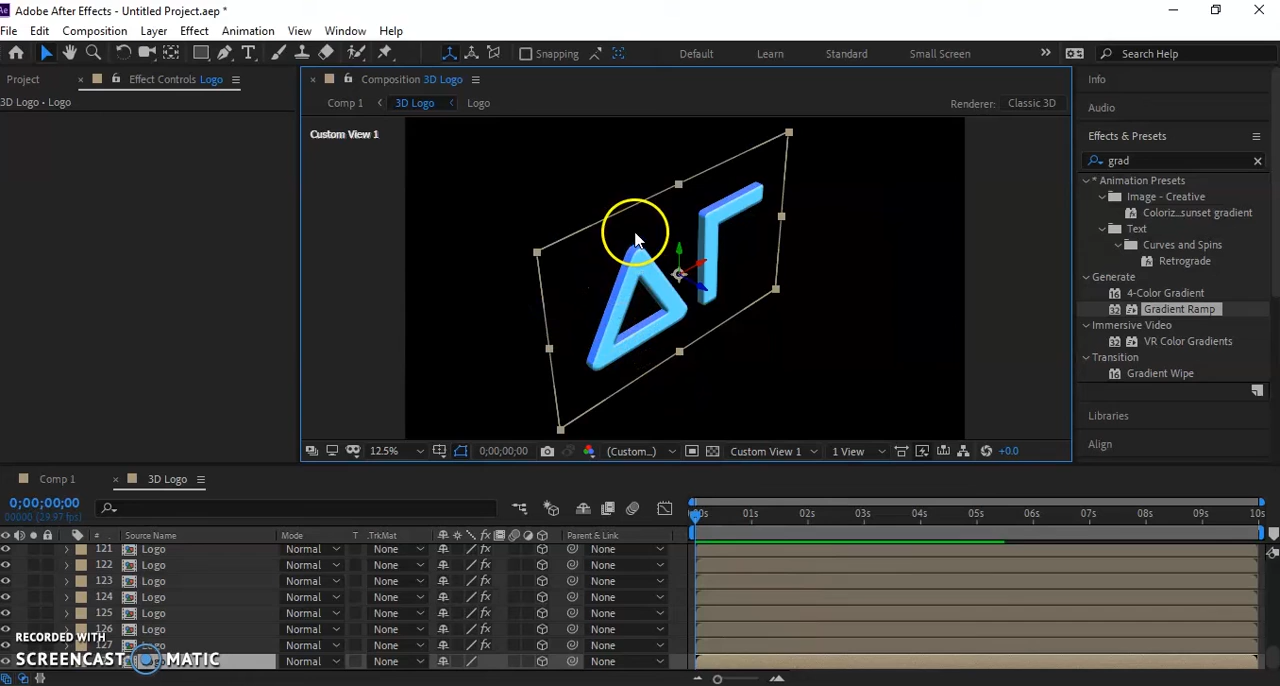 Adobe After Effects - Untitled Project.aep *
File Edit Composition Layer Effect Animation View Window Help
Snapping Default Learn Standard Small Screen Search Help
Project Effect Controls Logo
3D Logo • Logo
Composition 3D Logo
Comp 1 3D Logo Logo
Renderer: Classic 3D
Custom View 1
12.5% 0;00;00;00 (Custom...) Custom View 1 1 View +0.0
Info
Audio
Effects & Presets
grad
* Animation Presets
Image - Creative
Coloriz...sunset gradient
Text
Curves and Spins
Retrograde
Generate
4-Color Gradient
Gradient Ramp
Immersive Video
VR Color Gradients
Transition
Gradient Wipe
Libraries
Align
Comp 1 3D Logo
0;00;00;00
00000 (29.97 fps)
00s 01s 02s 03s 04s 05s 06s 07s 08s 09s 10s
# Source Name Mode T .TrkMat Parent & Link
121 Logo Normal None None
122 Logo Normal None None
123 Logo Normal None None
124 Logo Normal None None
125 Logo Normal None None
126 Logo Normal None None
127 Logo Normal None None
Normal None None
RECORDED WITH
SCREENCAST MATIC